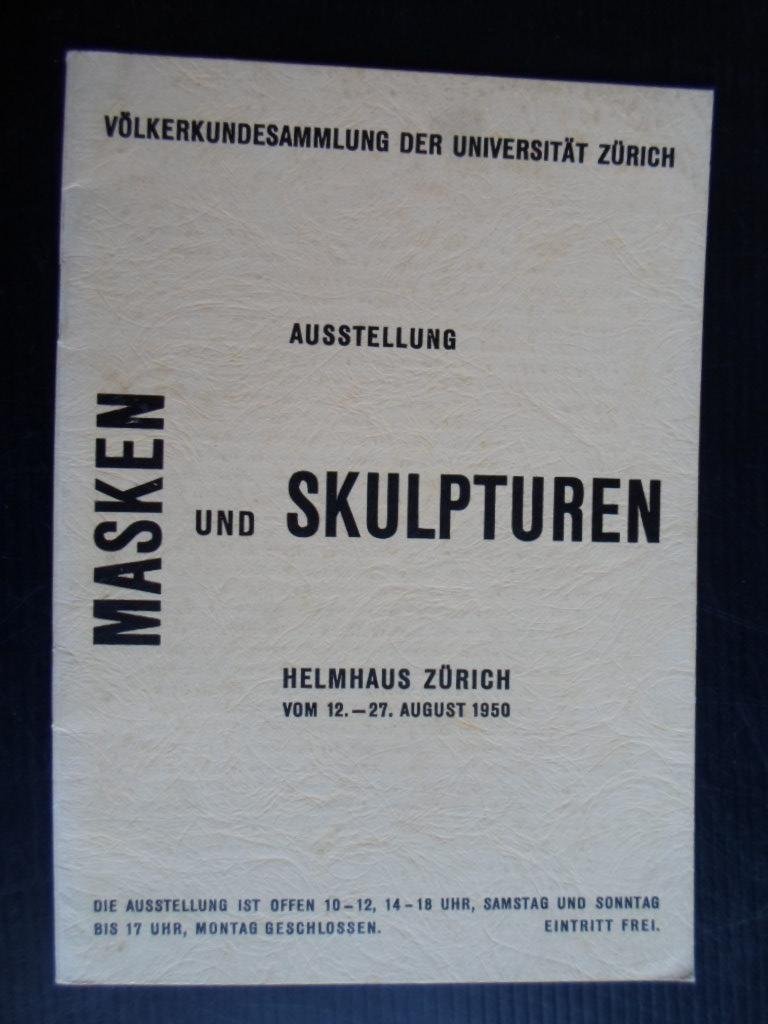 VÖLKERKUNDESAMMLUNG DER UNIVERSITÄT ZÜRICH
AUSSTELLUNG
MASKEN UND SKULPTUREN
HELMHAUS ZÜRICH
VOM 12.–27. AUGUST 1950
DIE AUSSTELLUNG IST OFFEN 10–12, 14–18 UHR, SAMSTAG UND SONNTAG
BIS 17 UHR, MONTAG GESCHLOSSEN. EINTRITT FREI.